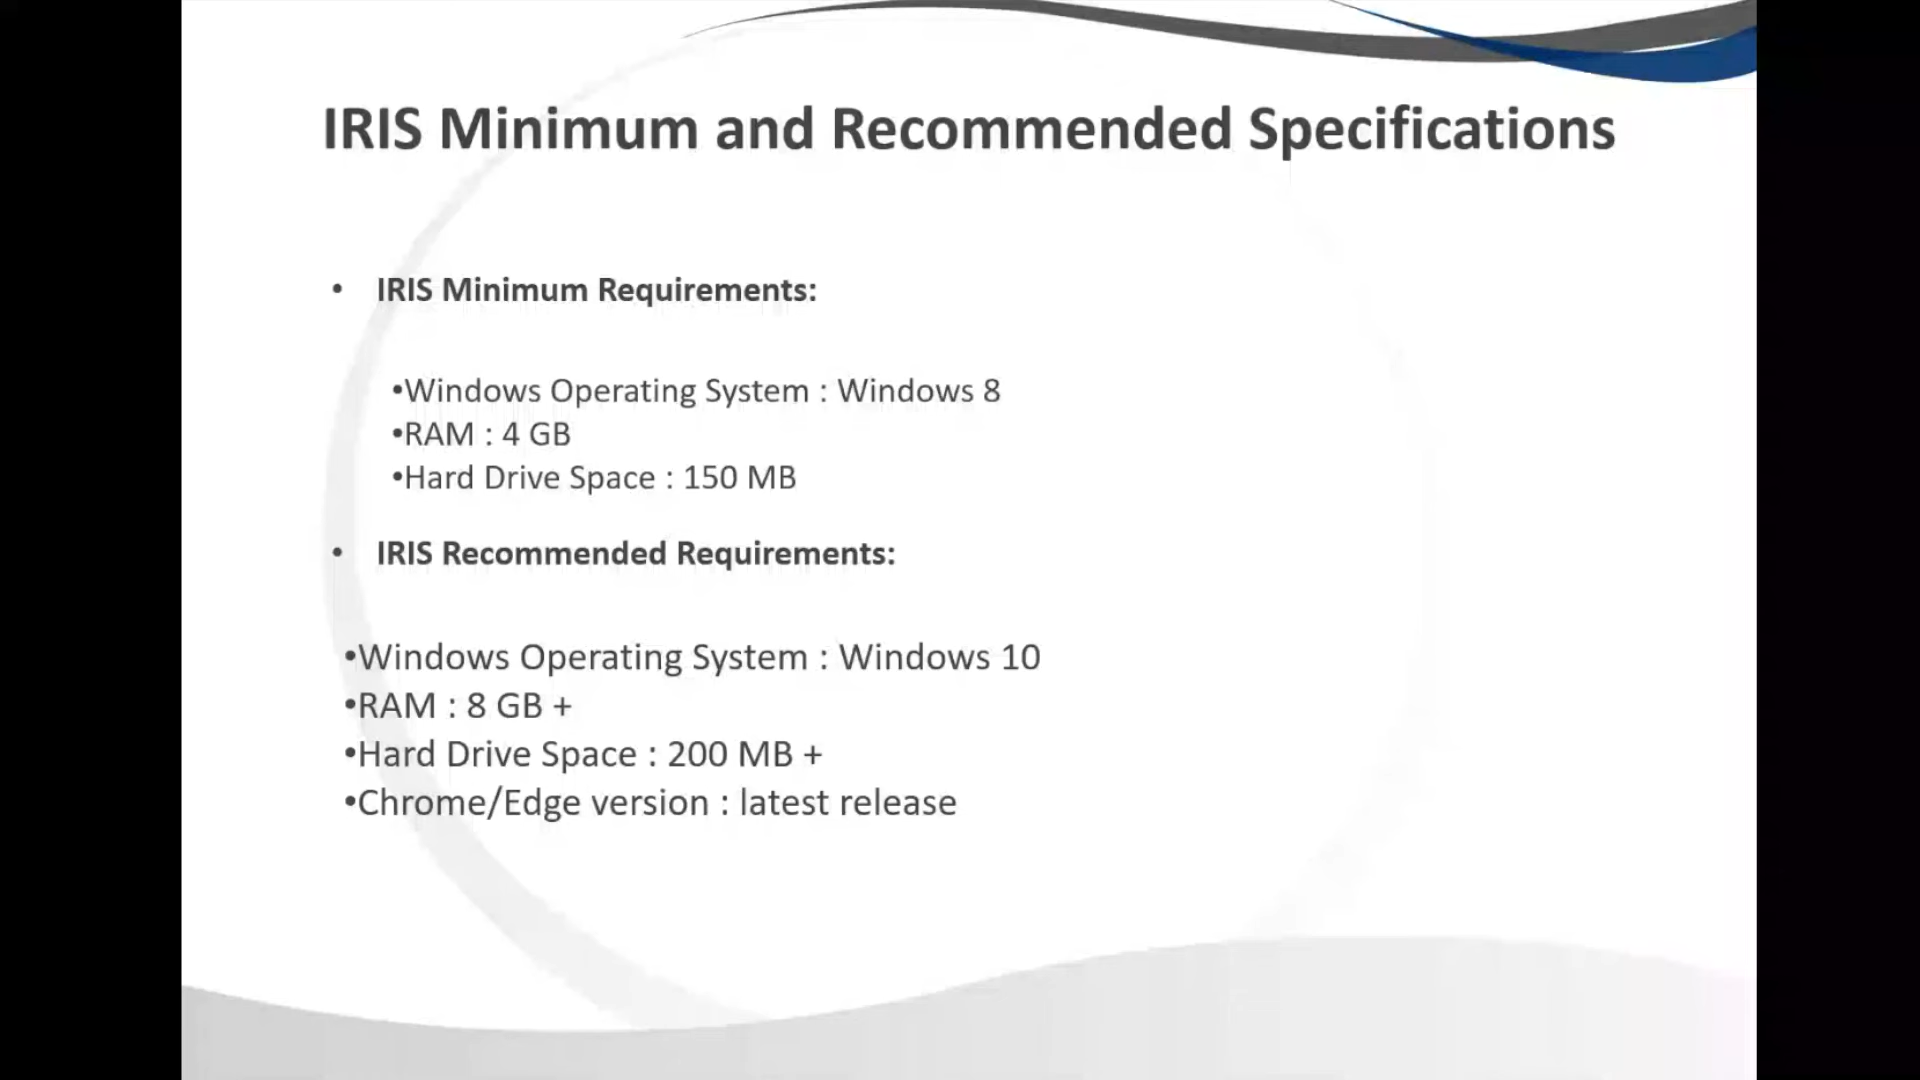 IRIS Minimum and Recommended Specifications
• IRIS Minimum Requirements:
•Windows Operating System : Windows 8
•RAM : 4 GB
•Hard Drive Space : 150 MB
• IRIS Recommended Requirements:
•Windows Operating System : Windows 10
•RAM : 8 GB +
•Hard Drive Space : 200 MB +
•Chrome/Edge version : latest release